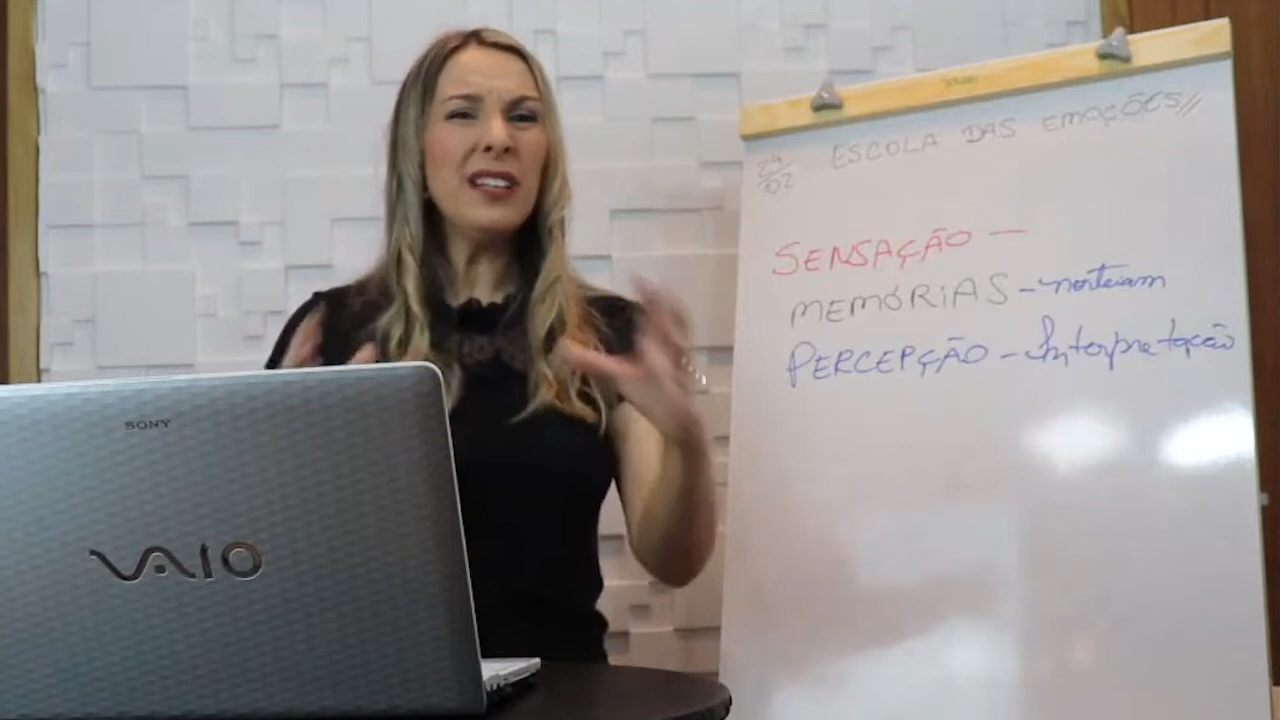 24/02 ESCOLA DAS EMOÇÕES//
SENSAÇÃO —
MEMÓRIAS - norteiam
PERCEPÇÃO - Interpretação
SONY
VAIO